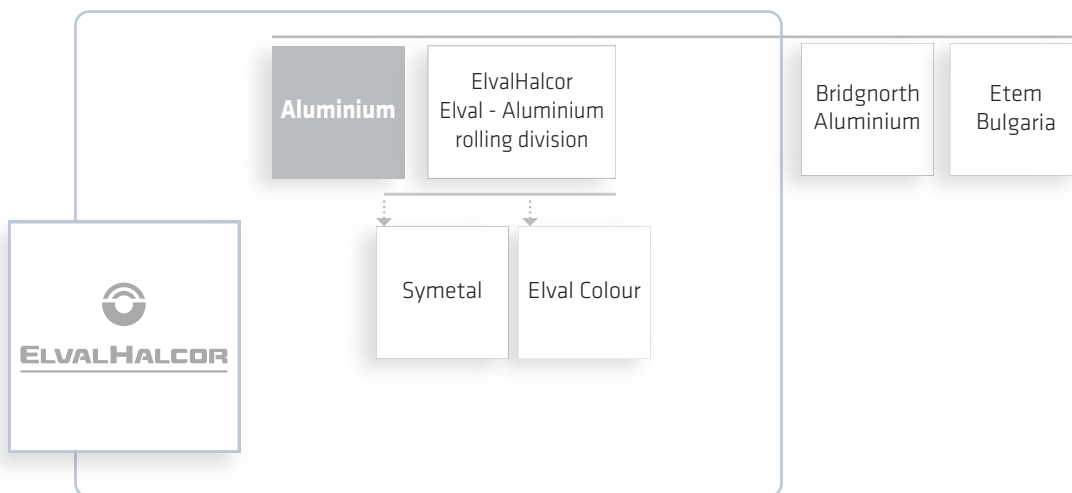 Aluminium
ElvalHalcor
Elval - Aluminium
rolling division
Bridgnorth
Aluminium
Etem
Bulgaria
Symetal
Elval Colour
ELVALHALCOR